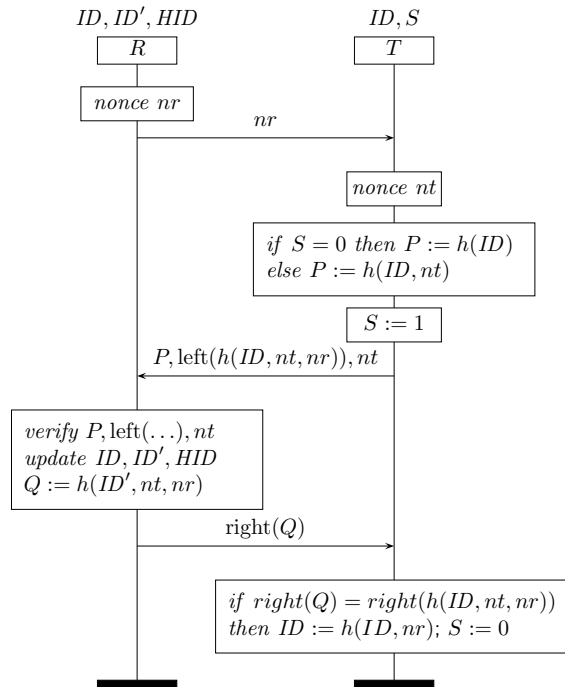 ID, ID′, HID
ID, S
R
T
nonce nr
nr
nonce nt
if S = 0 then P := h(ID)
else P := h(ID, nt)
S := 1
P, left(h(ID, nt, nr)), nt
verify P, left(...), nt
update ID, ID′, HID
Q := h(ID′, nt, nr)
right(Q)
if right(Q) = right(h(ID, nt, nr))
then ID := h(ID, nr); S := 0